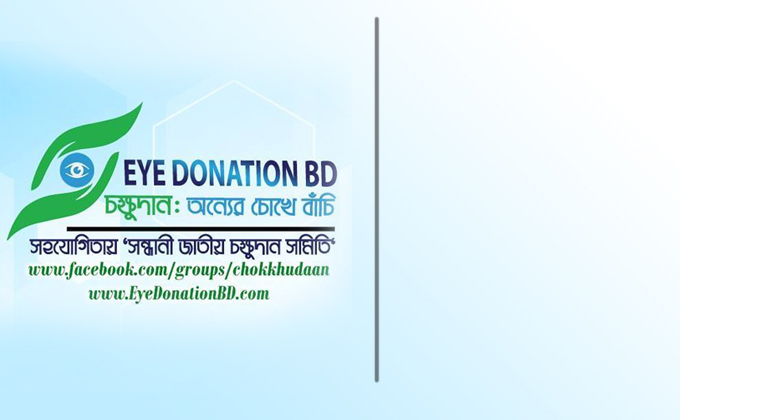 EYE DONATION BD
চক্ষুদান: অন্যের চোখে বাঁচি
সহযোগিতায় ‘সন্ধানী জাতীয় চক্ষুদান সমিতি‘
www.facebook.com/groups/chokkhudaan
www.EyeDonationBD.com